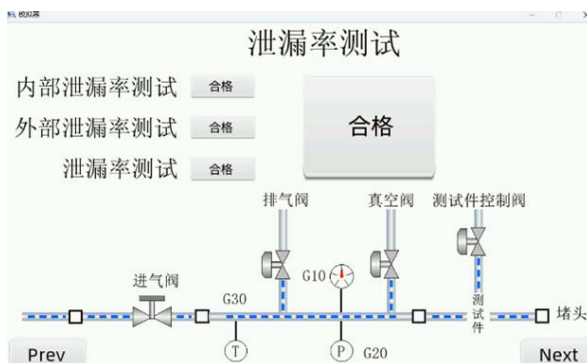 模拟器
泄漏率测试
内部泄漏率测试 合格
外部泄漏率测试 合格
泄漏率测试 合格
合格
排气阀 真空阀 测试件控制阀
进气阀
G10
G30
测试件
堵头
T
P
G20
Prev
Next